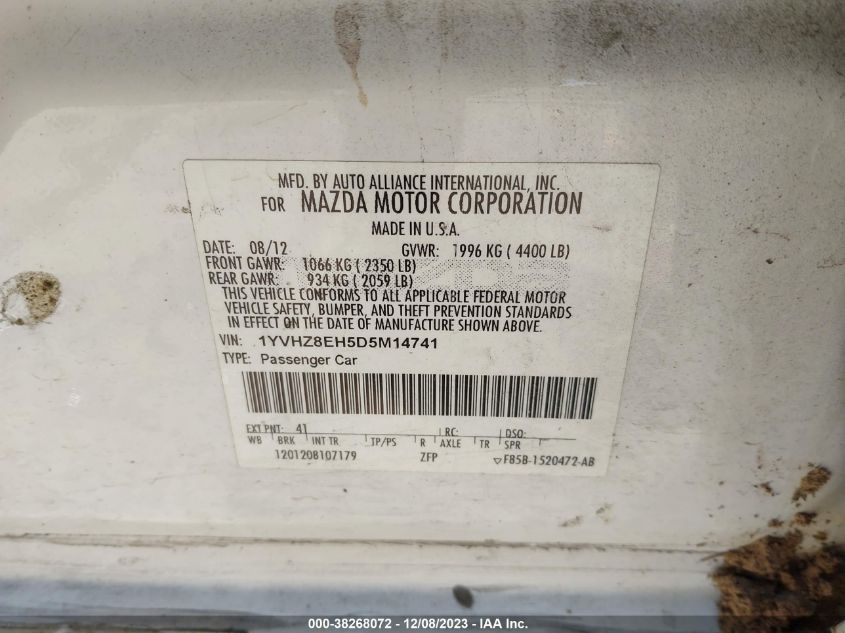 MFD. BY AUTO ALLIANCE INTERNATIONAL, INC.
FOR MAZDA MOTOR CORPORATION
MADE IN U.S.A.
DATE: 08/12 GVWR: 1996 KG ( 4400 LB)
FRONT GAWR: 1066 KG ( 2350 LB)
REAR GAWR: 934 KG ( 2059 LB)
THIS VEHICLE CONFORMS TO ALL APPLICABLE FEDERAL MOTOR
VEHICLE SAFETY, BUMPER, AND THEFT PREVENTION STANDARDS
IN EFFECT ON THE DATE OF MANUFACTURE SHOWN ABOVE.
VIN: 1YVHZ8EH5D5M14741
TYPE: Passenger Car
EXT PNT: 41 RC: DSO:
WB BRK INT TR TP/PS R AXLE TR SPR
1201208107179 ZFP ▽F85B-1520472-AB
000-38268072 - 12/08/2023 - IAA Inc.